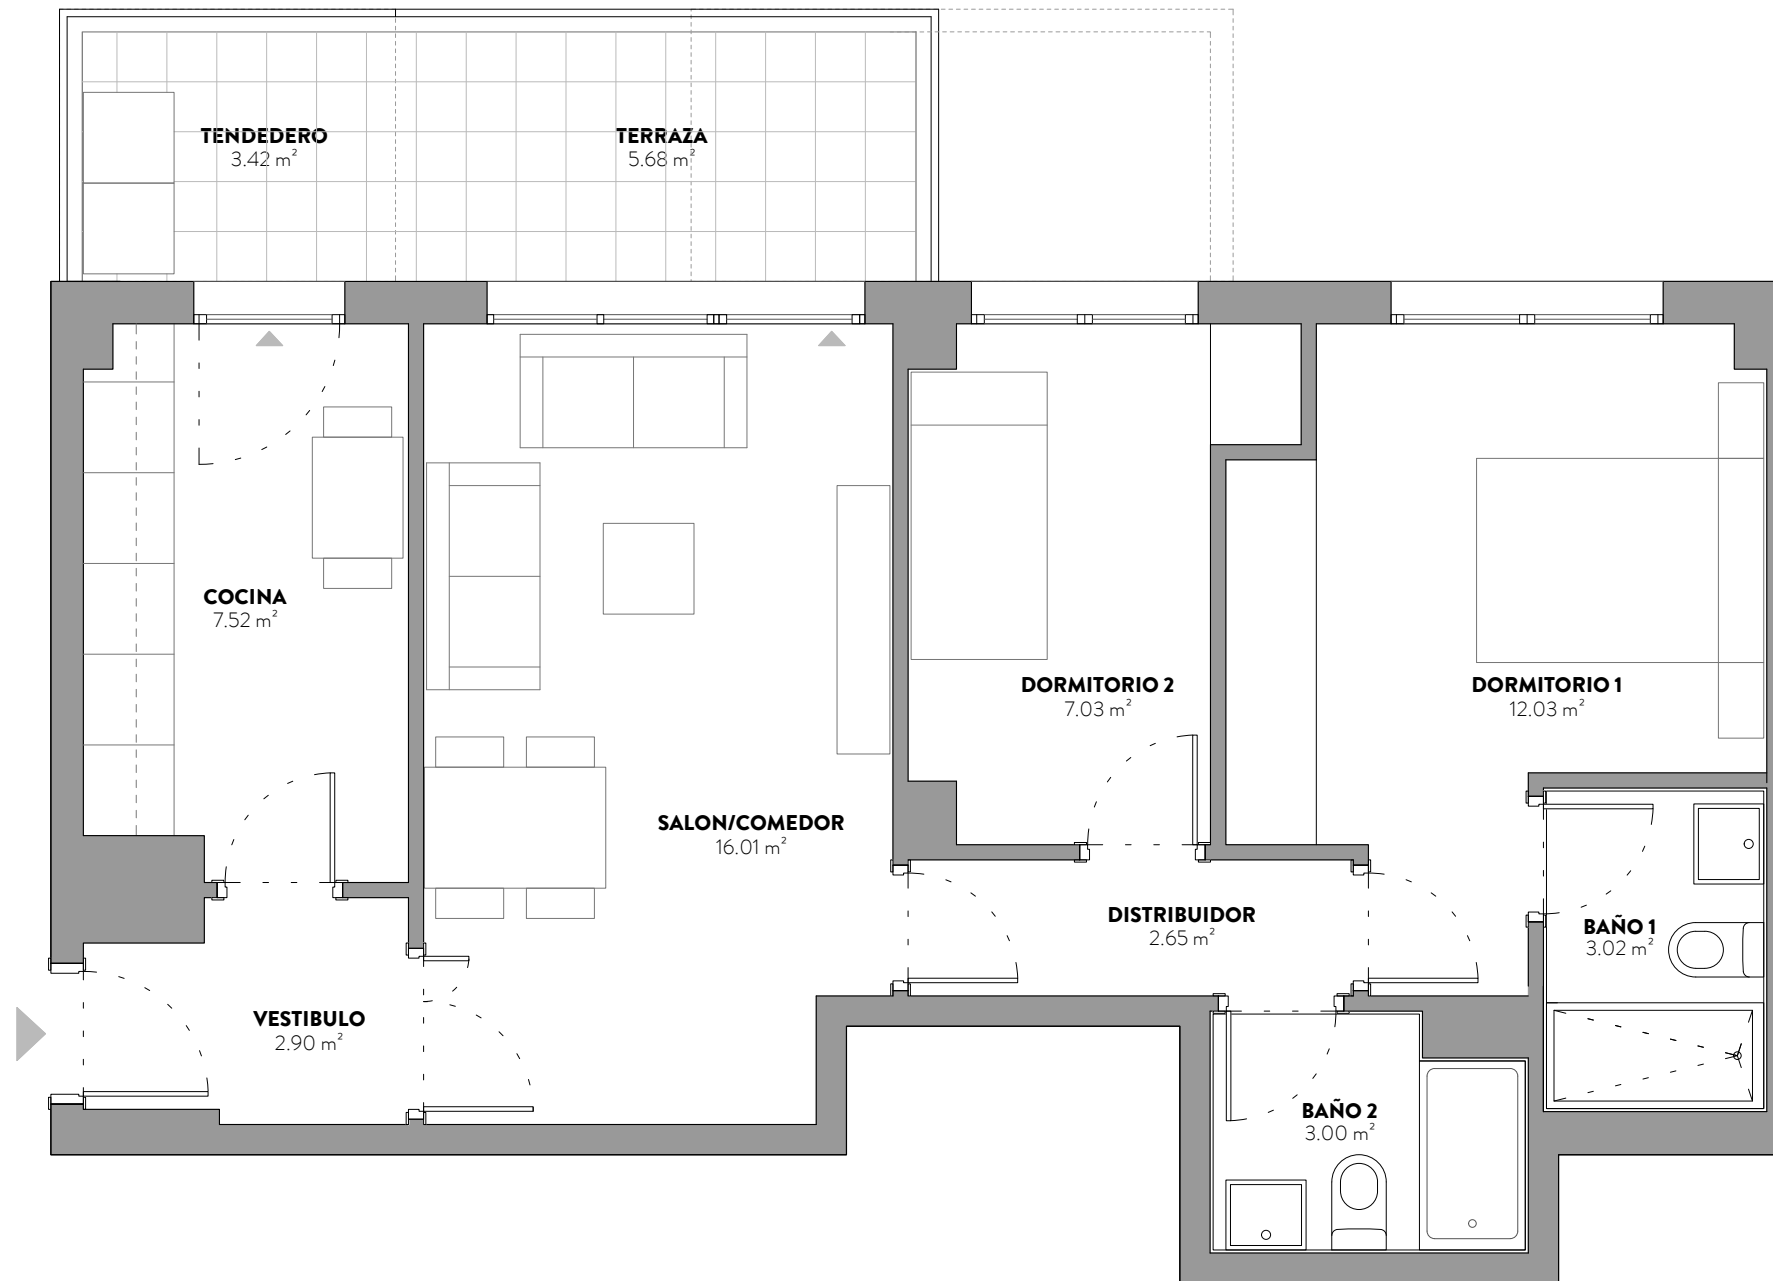 TENDEDERO
3.42 m²
TERRAZA
5.68 m²
COCINA
7.52 m²
DORMITORIO 2
7.03 m²
DORMITORIO 1
12.03 m²
SALON/COMEDOR
16.01 m²
DISTRIBUIDOR
2.65 m²
BAÑO 1
3.02 m²
VESTIBULO
2.90 m²
BAÑO 2
3.00 m²